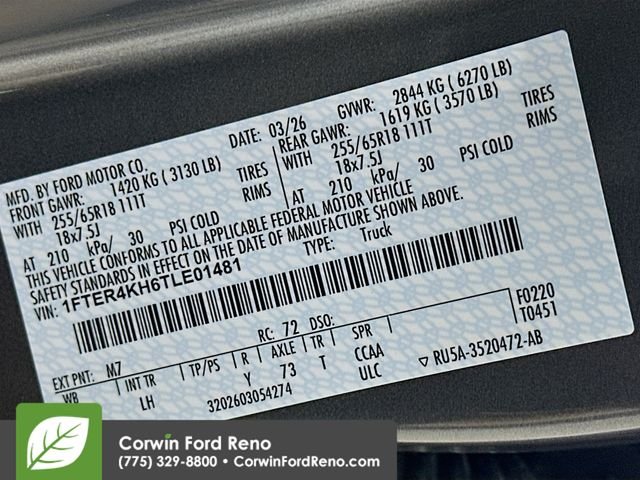 MFD. BY FORD MOTOR CO.
DATE: 03/26
GVWR: 2844 KG ( 6270 LB)
FRONT GAWR: 1420 KG ( 3130 LB)
REAR GAWR: 1619 KG ( 3570 LB)
WITH 255/65R18 111T TIRES
WITH 255/65R18 111T TIRES
18x7.5J RIMS
18x7.5J RIMS
AT 210 kPa/ 30 PSI COLD
AT 210 kPa/ 30 PSI COLD
THIS VEHICLE CONFORMS TO ALL APPLICABLE FEDERAL MOTOR VEHICLE
SAFETY STANDARDS IN EFFECT ON THE DATE OF MANUFACTURE SHOWN ABOVE.
VIN: 1FTER4KH6TLE01481
TYPE: Truck
F0220
T0451
EXT PNT: M7
RC: 72 DSO:
WB INT TR TP/PS R AXLE TR SPR
LH Y 73 T CCAA
ULC
▽ RU5A-3520472-AB
3202603054274
Corwin Ford Reno
(775) 329-8800 • CorwinFordReno.com